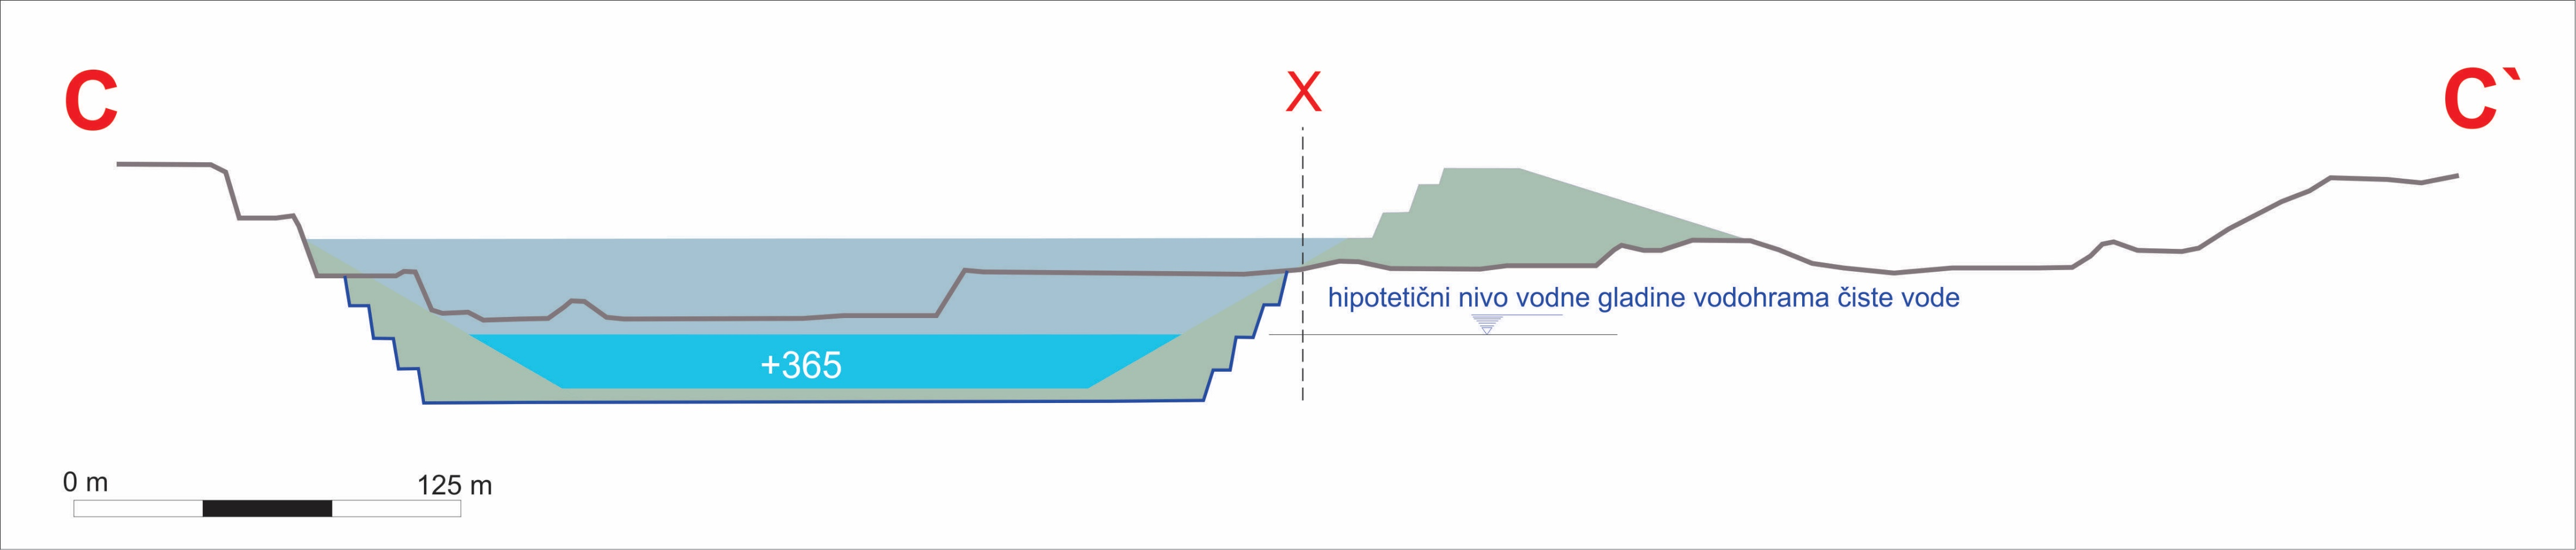 C
X
C`
hipotetični nivo vodne gladine vodohrama čiste vode
+365
0 m
125 m